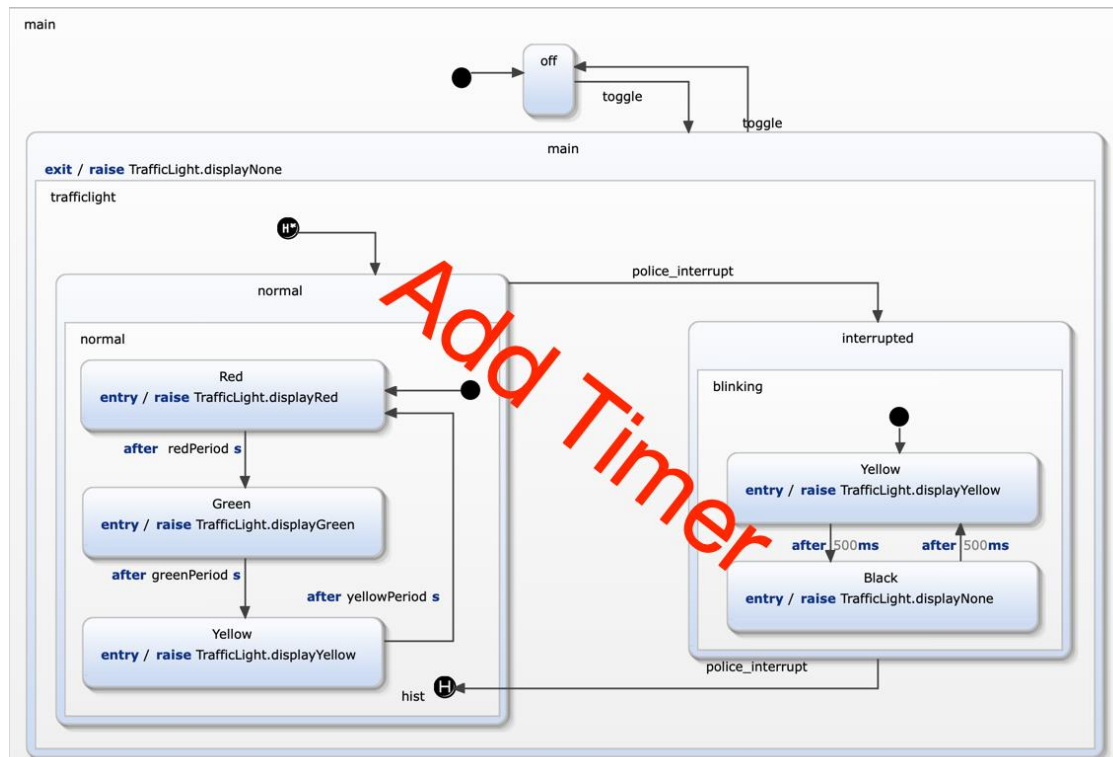 main
off
toggle
toggle
main
exit / raise TrafficLight.displayNone
trafficlight
H*
police_interrupt
normal
interrupted
normal
blinking
Red
entry / raise TrafficLight.displayRed
after redPeriod s
Green
entry / raise TrafficLight.displayGreen
after greenPeriod s
after yellowPeriod s
Yellow
entry / raise TrafficLight.displayYellow
hist
H
Yellow
entry / raise TrafficLight.displayYellow
after 500ms
after 500ms
Black
entry / raise TrafficLight.displayNone
police_interrupt
Add Timer